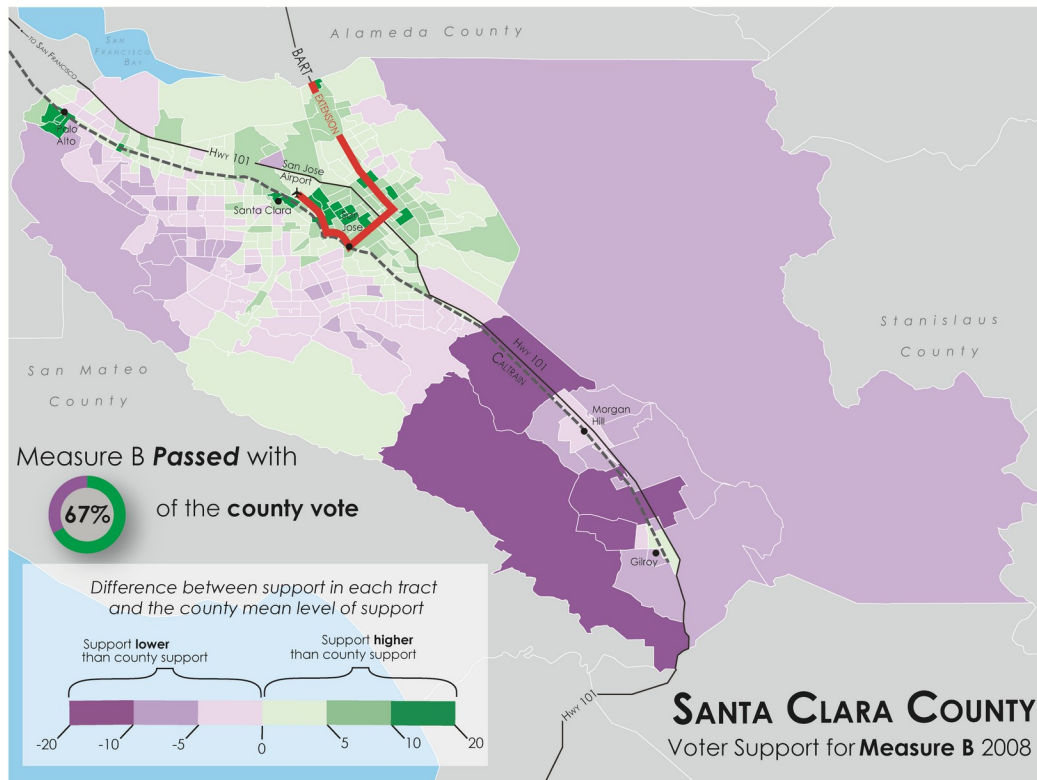 SAN
FRANCISCO
BAY
Alameda County
TO SAN FRANCISCO
BART
EXTENSION
Palo
Alto
HWY 101
San Jose
Airport
Santa Clara
San
Jose
Stanislaus
County
San Mateo
County
HWY 101
CALTRAIN
Morgan
Hill
Gilroy
HWY 101
Measure B Passed with
67%
of the county vote
Difference between support in each tract
and the county mean level of support
Support lower
than county support
Support higher
than county support
-20 -10 -5 0 5 10 20
SANTA CLARA COUNTY
Voter Support for Measure B 2008